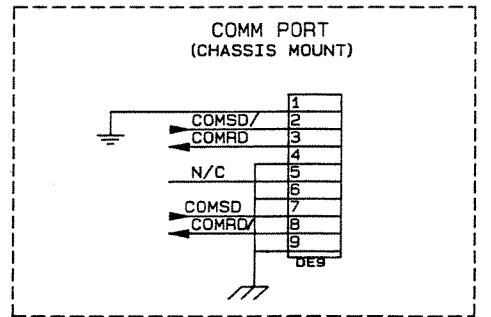 COMM PORT
(CHASSIS MOUNT)
1
COMSD/ 2
COMRD 3
4
N/C 5
6
COMSD 7
COMRD/ 8
9
DE9